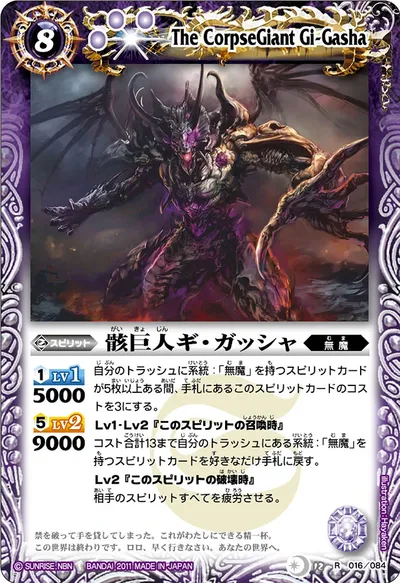 8
The CorpseGiant Gi-Gasha
スピリット
骸巨人ギ・ガッシャ
がい きょ じん
無魔
む ま
1 LV1
5000
5 LV2
9000
自分のトラッシュに系統:「無魔」を持つスピリットカード
が5枚以上ある間、手札にあるこのスピリットカードのコス
トを3にする。
Lv1・Lv2『このスピリットの召喚時』
コスト合計13まで自分のトラッシュにある系統:「無魔」を
持つスピリットカードを好きなだけ手札に戻す。
Lv2『このスピリットの破壊時』
相手のスピリットすべてを疲労させる。
禁を破って手を貸してしまった。これがわたしにできる精一杯。
この世界は終わりです。ロロ、早く行きなさい。あなたの世界へ。
illustration:Hayaken
© SUNRISE・NBN BANDAI 2011 MADE IN JAPAN
12 R 016/084